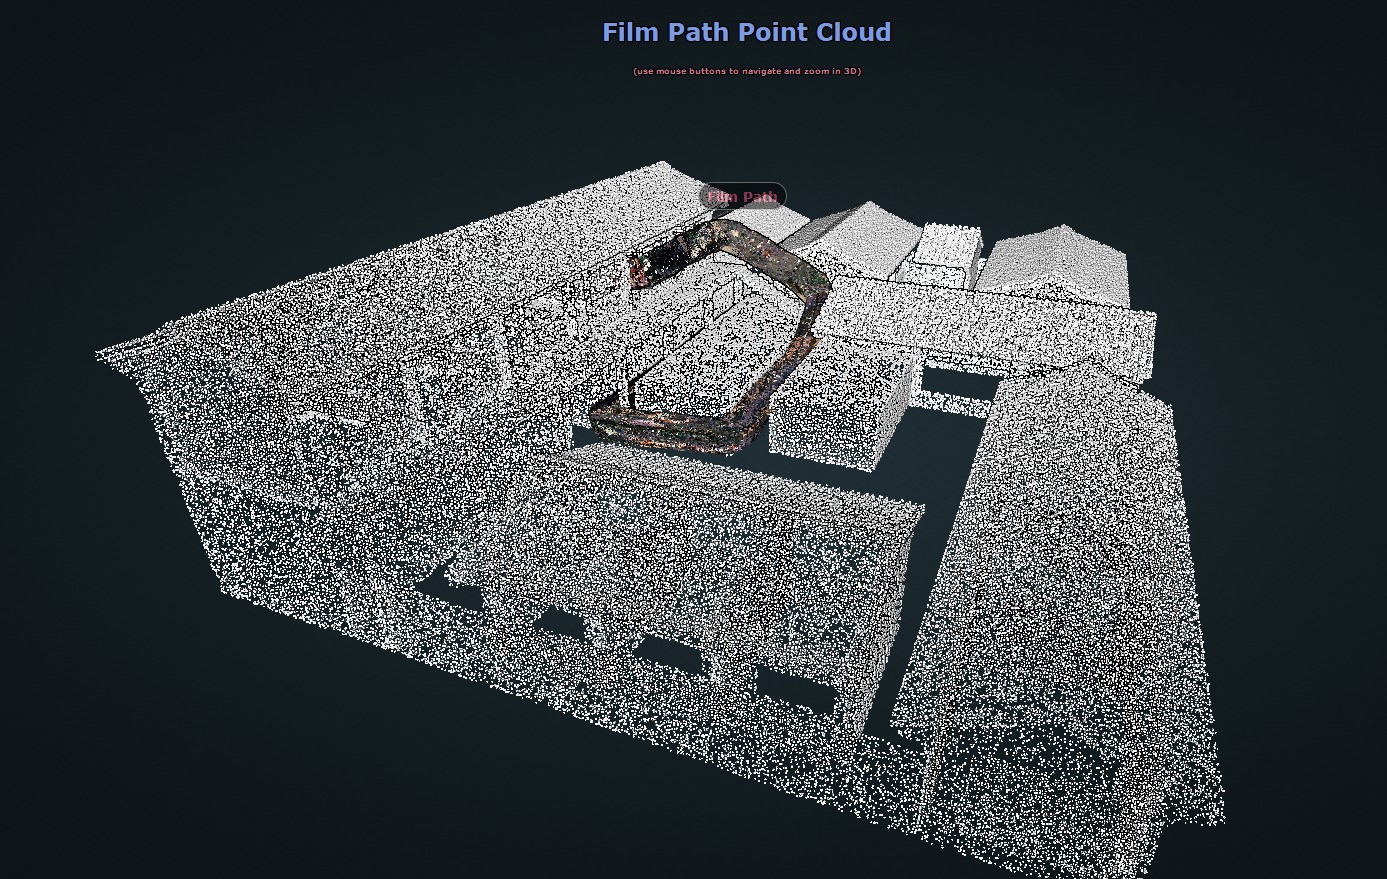 Film Path Point Cloud
(use mouse buttons to navigate and zoom in 3D)
Film Path